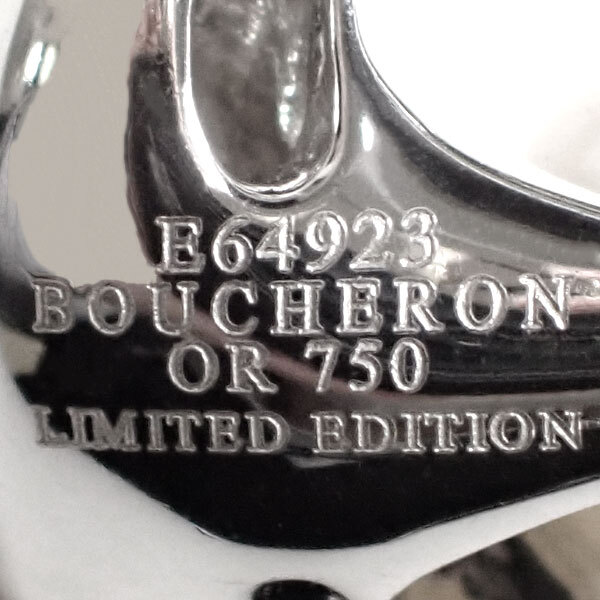 E64923
BOUCHERON
OR 750
LIMITED EDITION